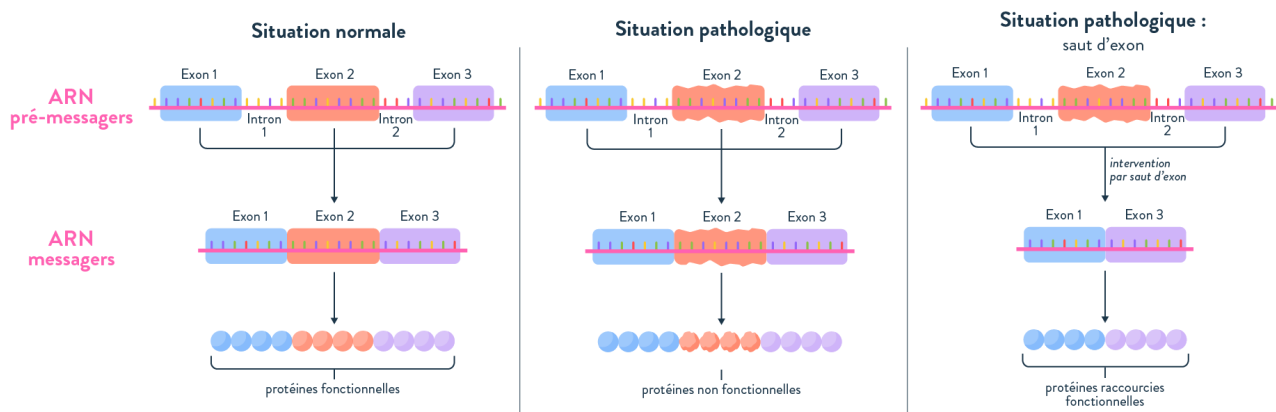 Situation normale
Situation pathologique
Situation pathologique :
saut d'exon
ARN
pré-messagers
Exon 1
Exon 2
Exon 3
Intron
1
Intron
2
Exon 1
Exon 2
Exon 3
Intron
1
Intron
2
Exon 1
Exon 2
Exon 3
Intron
1
Intron
2
intervention
par saut d'exon
ARN
messagers
Exon 1
Exon 2
Exon 3
Exon 1
Exon 2
Exon 3
Exon 1
Exon 3
protéines fonctionnelles
protéines non fonctionnelles
protéines raccourcies
fonctionnelles